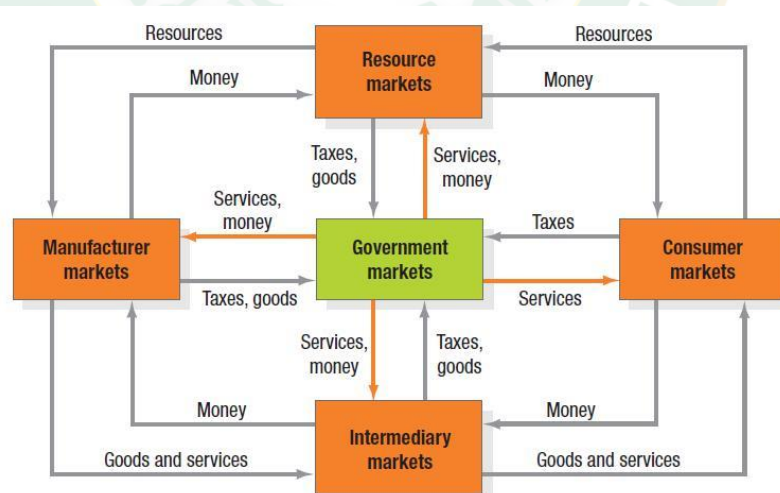 Resources
Resource
markets
Resources
Money
Money
Taxes,
goods
Services,
money
Services,
money
Manufacturer
markets
Government
markets
Taxes
Consumer
markets
Taxes, goods
Services
Services,
money
Taxes,
goods
Money
Money
Intermediary
markets
Goods and services
Goods and services